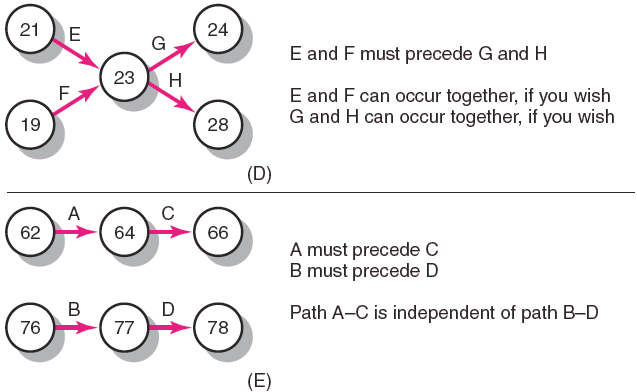 21
E
G
24
23
F
H
19
28
E and F must precede G and H
E and F can occur together, if you wish
G and H can occur together, if you wish
(D)
62
A
64
C
66
A must precede C
B must precede D
76
B
77
D
78
Path A–C is independent of path B–D
(E)